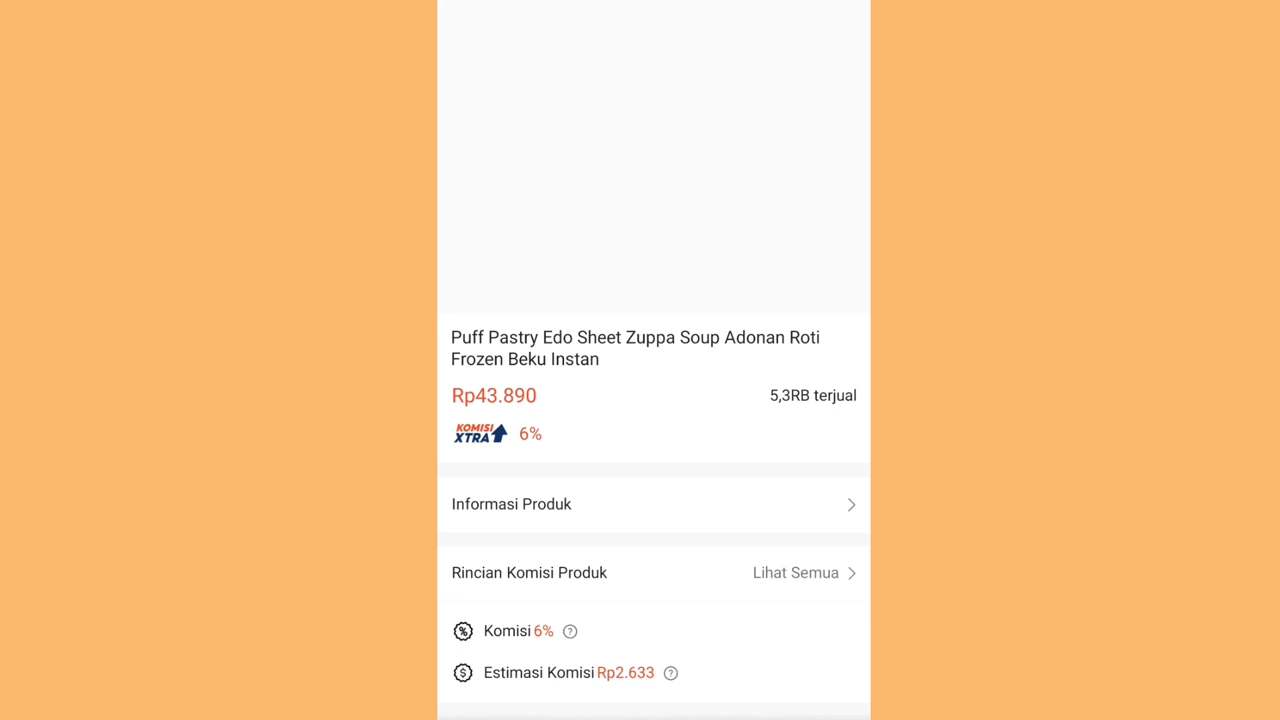 Puff Pastry Edo Sheet Zuppa Soup Adonan Roti
Frozen Beku Instan
Rp43.890
5,3RB terjual
KOMISI
XTRA
6%
Informasi Produk
Rincian Komisi Produk
Lihat Semua
Komisi 6%
Estimasi Komisi Rp2.633